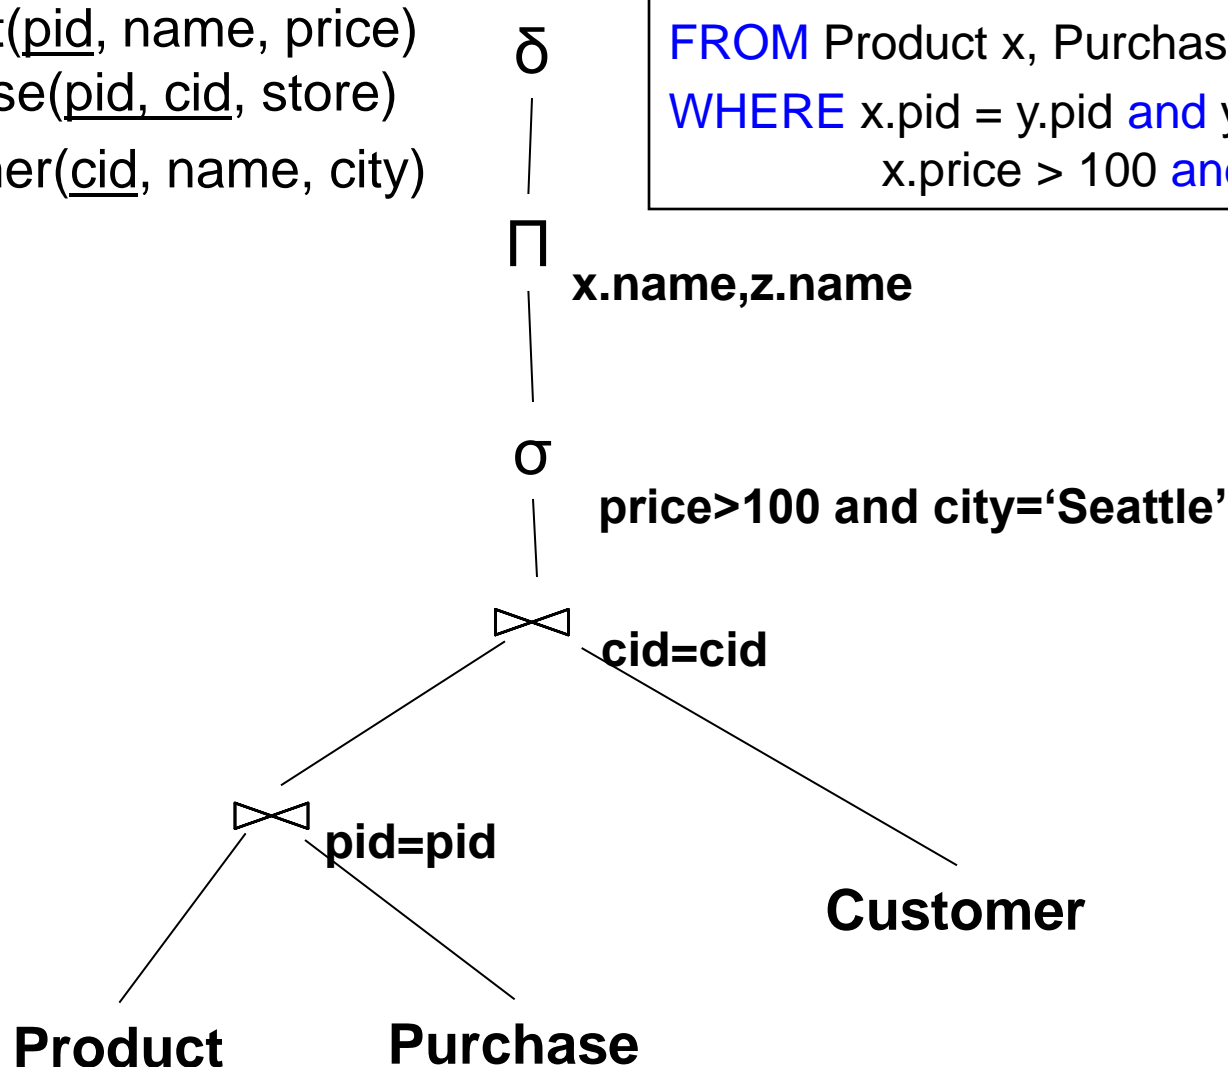 t(pid, name, price)
se(pid, cid, store)
ner(cid, name, city)
FROM Product x, Purchas
WHERE x.pid = y.pid and y
x.price > 100 and
δ
Π
x.name,z.name
σ
price>100 and city=‘Seattle’
⋈
cid=cid
⋈
pid=pid
Customer
Product
Purchase